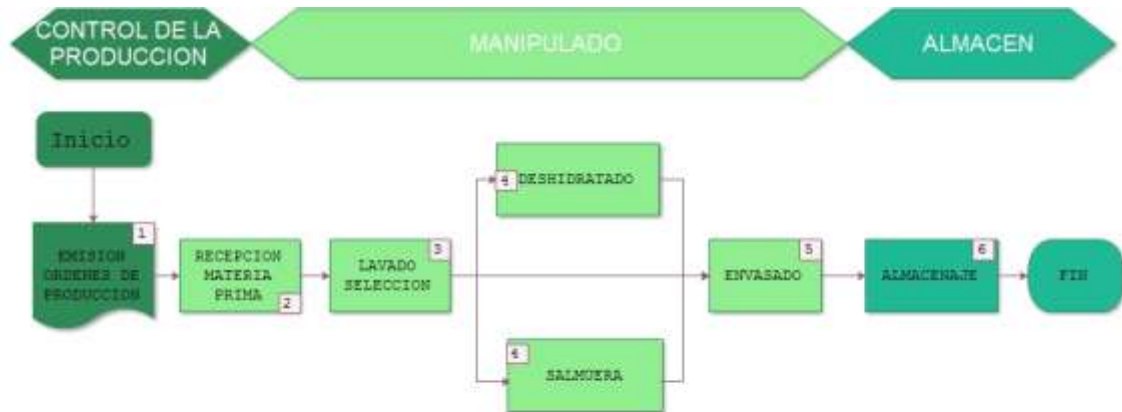 CONTROL DE LA
PRODUCCION
MANIPULADO
ALMACEN
Inicio
1
EMISION
ORDENES DE
PRODUCCION
RECEPCION
MATERIA
PRIMA
2
3
LAVADO
SELECCION
4
DESHIDRATADO
4
SALMUERA
5
ENVASADO
6
ALMACENAJE
FIN